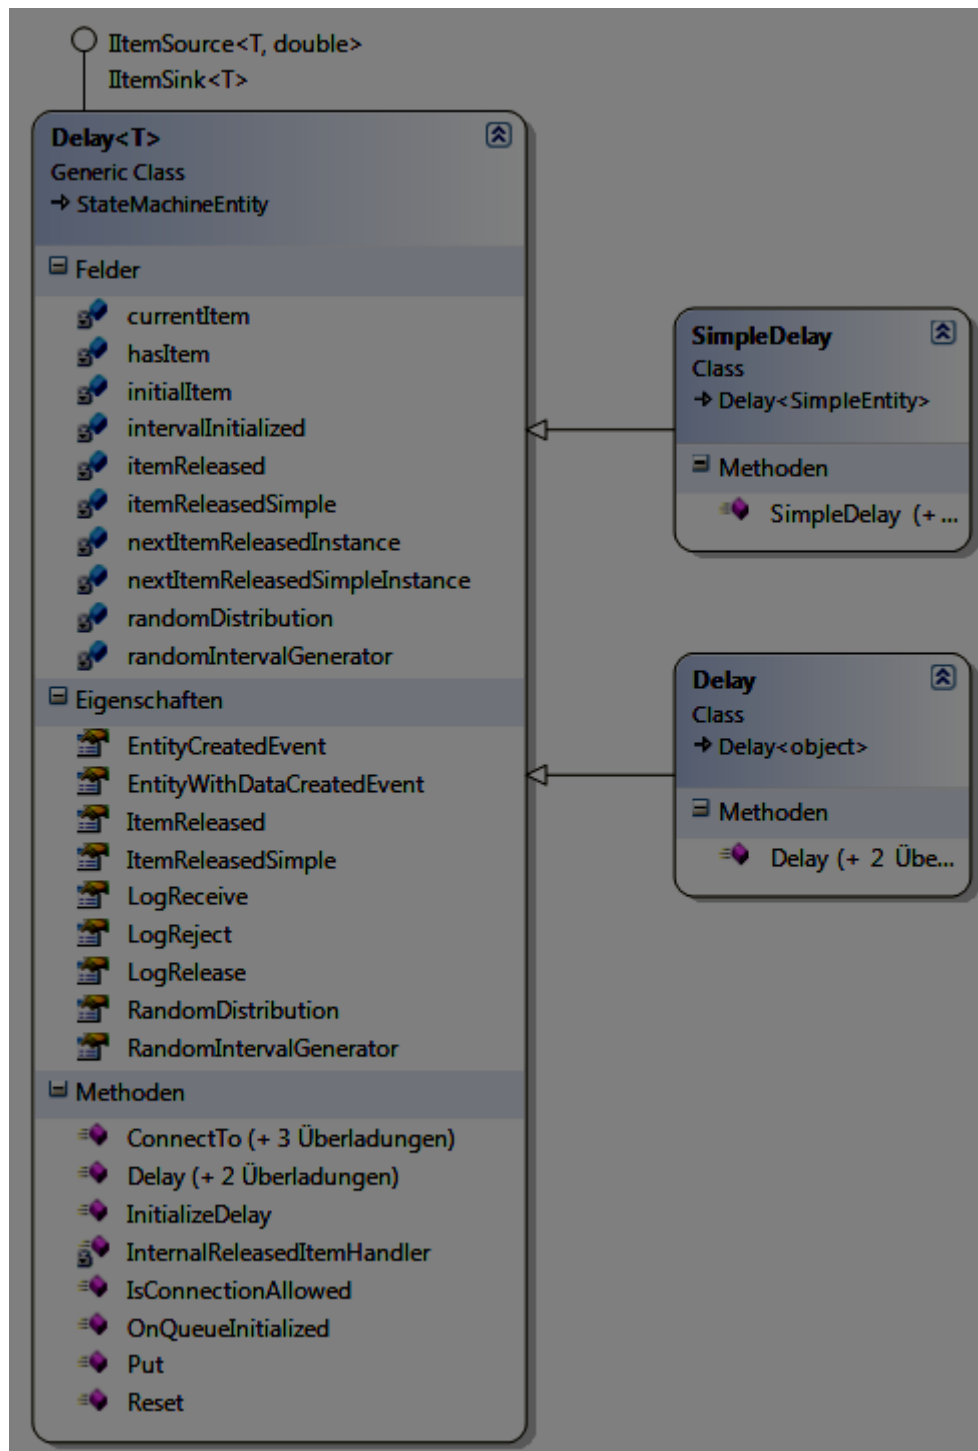 IItemSource<T, double>
IItemSink<T>
Delay<T>
Generic Class
StateMachineEntity
Felder
currentItem
hasItem
initialItem
intervalInitialized
itemReleased
itemReleasedSimple
nextItemReleasedInstance
nextItemReleasedSimpleInstance
randomDistribution
randomIntervalGenerator
Eigenschaften
EntityCreatedEvent
EntityWithDataCreatedEvent
ItemReleased
ItemReleasedSimple
LogReceive
LogReject
LogRelease
RandomDistribution
RandomIntervalGenerator
Methoden
ConnectTo (+ 3 Überladungen)
Delay (+ 2 Überladungen)
InitializeDelay
InternalReleasedItemHandler
IsConnectionAllowed
OnQueueInitialized
Put
Reset
SimpleDelay
Class
Delay<SimpleEntity>
Methoden
SimpleDelay (+ ...
Delay
Class
Delay<object>
Methoden
Delay (+ 2 Übe...